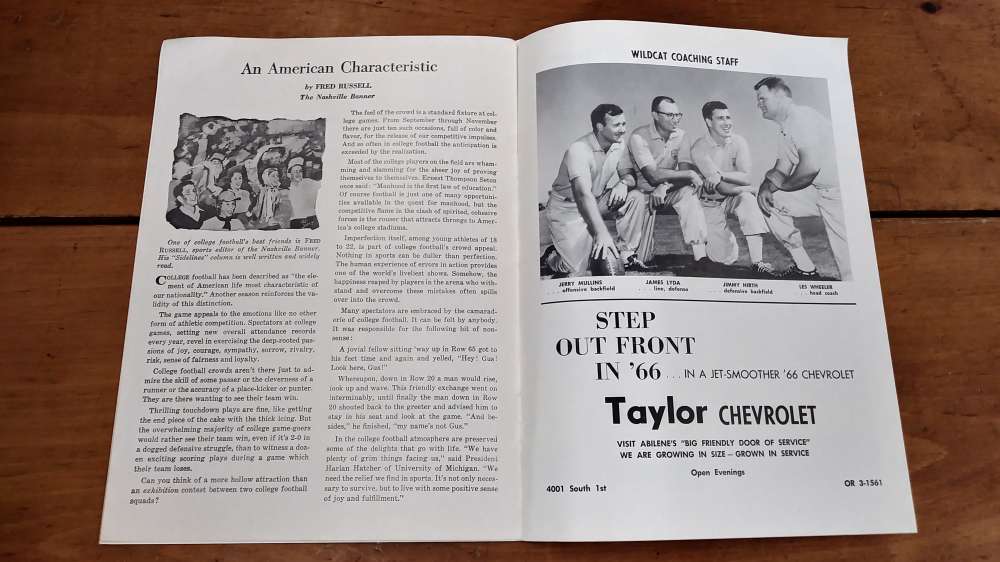 An American Characteristic
by FRED RUSSELL
The Nashville Banner
One of college football's best friends is FRED
RUSSELL, sports editor of the Nashville Banner.
His "Sidelines" column is well written and widely
read.
COLLEGE football has been described as "the ele-
ment of American life most characteristic of
our nationality." Another season reinforces the va-
lidity of this distinction.
The game appeals to the emotions like no other
form of athletic competition. Spectators at college
games, setting new overall attendance records
every year, revel in exercising the deep-rooted pas-
sions of joy, courage, sympathy, sorrow, rivalry,
risk, sense of fairness and loyalty.
College football crowds aren't there just to ad-
mire the skill of some passer or the cleverness of a
runner or the accuracy of a place-kicker or punter.
They are there wanting to see their team win.
Thrilling touchdown plays are fine, like getting
the end piece of the cake with the thick icing. But
the overwhelming majority of college game-goers
would rather see their team win, even if it's 2-0 in
a dogged defensive struggle, than to witness a doz-
en exciting scoring plays during a game which
their team loses.
Can you think of a more hollow attraction than
an exhibition contest between two college football
squads?
The feel of the crowd is a standard fixture at col-
lege games. From September through November
there are just ten such occasions, full of color and
flavor, for the release of our competitive impulses.
And so often in college football the anticipation is
exceeded by the realization.
Most of the college players on the field are wham-
ming and slamming for the sheer joy of proving
themselves to themselves. Ernest Thompson Seton
once said: "Manhood is the first law of education."
Of course football is just one of many opportuni-
ties available in the quest for manhood, but the
competitive flame in the clash of spirited, cohesive
forces is the rouser that attracts throngs to Amer-
ica's college stadiums.
Imperfection itself, among young athletes of 18
to 22, is part of college football's crowd appeal.
Nothing in sports can be duller than perfection.
The human experience of errors in action provides
one of the world's liveliest shows. Somehow, the
happiness reaped by players in the arena who with-
stand and overcome these mistakes often spills
over into the crowd.
Many spectators are embraced by the camarad-
erie of college football. It can be felt by anybody.
It was responsible for the following bit of non-
sense:
A jovial fellow sitting 'way up in Row 65 got to
his feet time and again and yelled, "Hey! Gus!
Look here, Gus!"
Whereupon, down in Row 20 a man would rise,
look up and wave. This friendly exchange went on
interminably, until finally the man down in Row
20 shouted back to the greeter and advised him to
stay in his seat and look at the game. "And be-
sides," he finished, "my name's not Gus."
In the college football atmosphere are preserved
some of the delights that go with life. "We have
plenty of grim things facing us," said President
Harlan Hatcher of University of Michigan. "We
need the relief we find in sports. It's not only neces-
sary to survive, but to live with some positive sense
of joy and fulfillment."
WILDCAT COACHING STAFF
JERRY MULLINS
. . . offensive backfield
JAMES LYDA
. . . line, defense
JIMMY HIRTH
. . . defensive backfield
LES WHEELER
. . . head coach
STEP
OUT FRONT
IN '66 . . . IN A JET-SMOOTHER '66 CHEVROLET
Taylor CHEVROLET
VISIT ABILENE'S "BIG FRIENDLY DOOR OF SERVICE"
WE ARE GROWING IN SIZE — GROWN IN SERVICE
Open Evenings
4001 South 1st
OR 3-1561